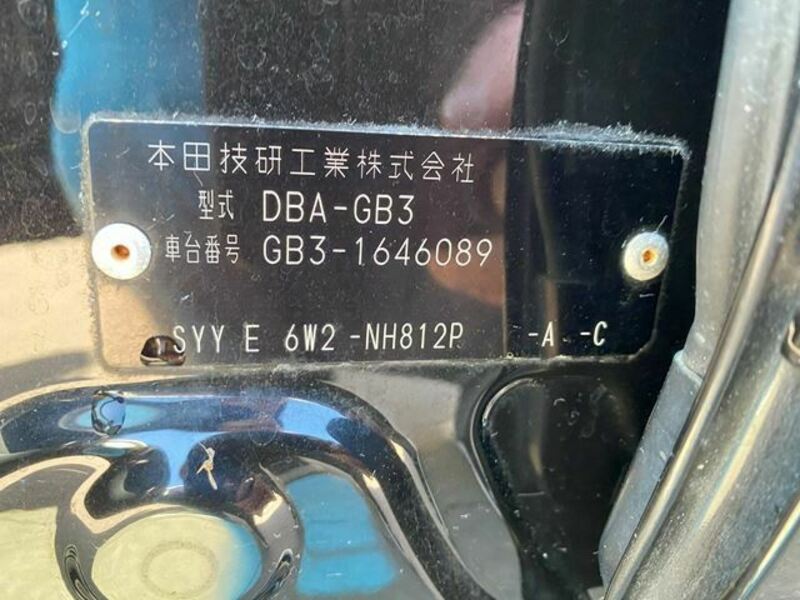 本田技研工業株式会社
型式 DBA-GB3
車台番号 GB3-1646089
SYY E 6W2 -NH812P -A -C